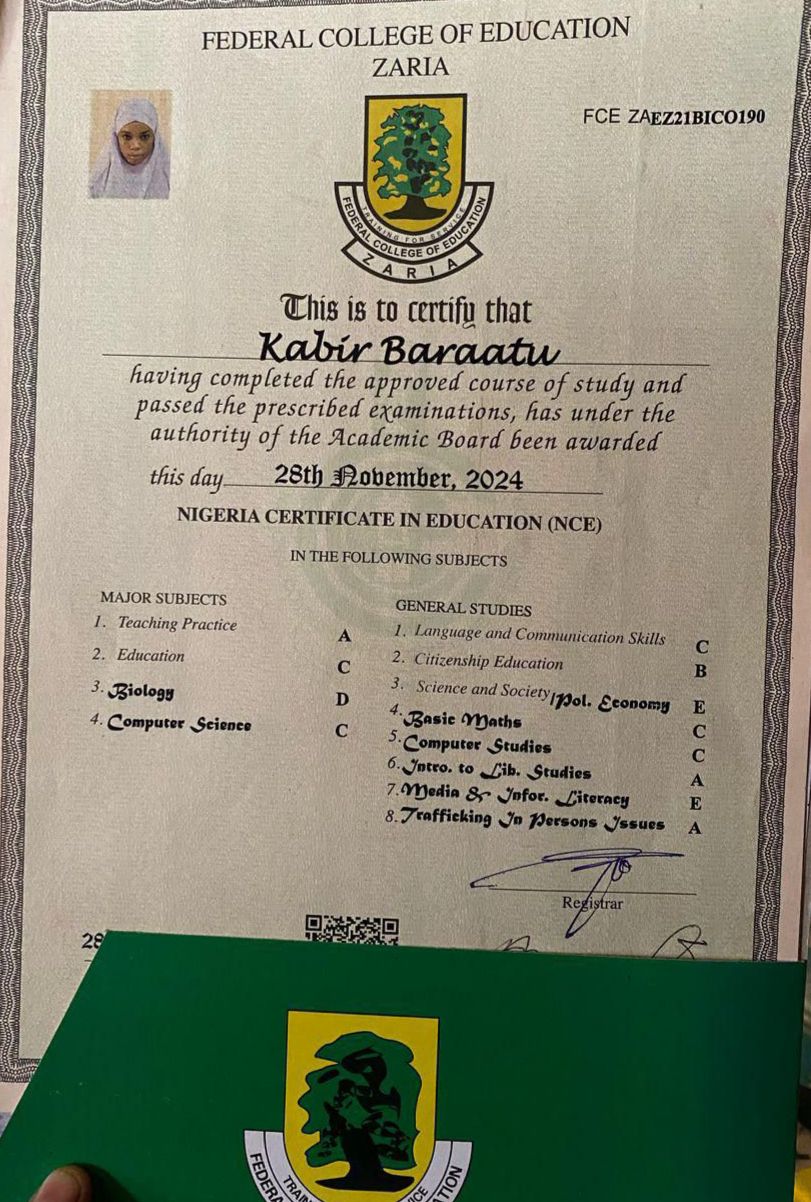 FEDERAL COLLEGE OF EDUCATION
ZARIA
FCE ZAEZ21BICO190
TRAINING FOR SERVICE
FEDERAL COLLEGE OF EDUCATION
ZARIA
This is to certify that
Kabir Baraatu
having completed the approved course of study and
passed the prescribed examinations, has under the
authority of the Academic Board been awarded
this day 28th November, 2024
NIGERIA CERTIFICATE IN EDUCATION (NCE)
IN THE FOLLOWING SUBJECTS
MAJOR SUBJECTS
1. Teaching Practice A
2. Education C
3. Biology D
4. Computer Science C
GENERAL STUDIES
1. Language and Communication Skills C
2. Citizenship Education B
3. Science and Society/Pol. Economy E
4. Basic Maths C
5. Computer Studies C
6. Intro. to Lib. Studies A
7. Media & Infor. Literacy E
8. Trafficking In Persons Issues A
Registrar
28
TRAIN VICE
FEDERA CATION